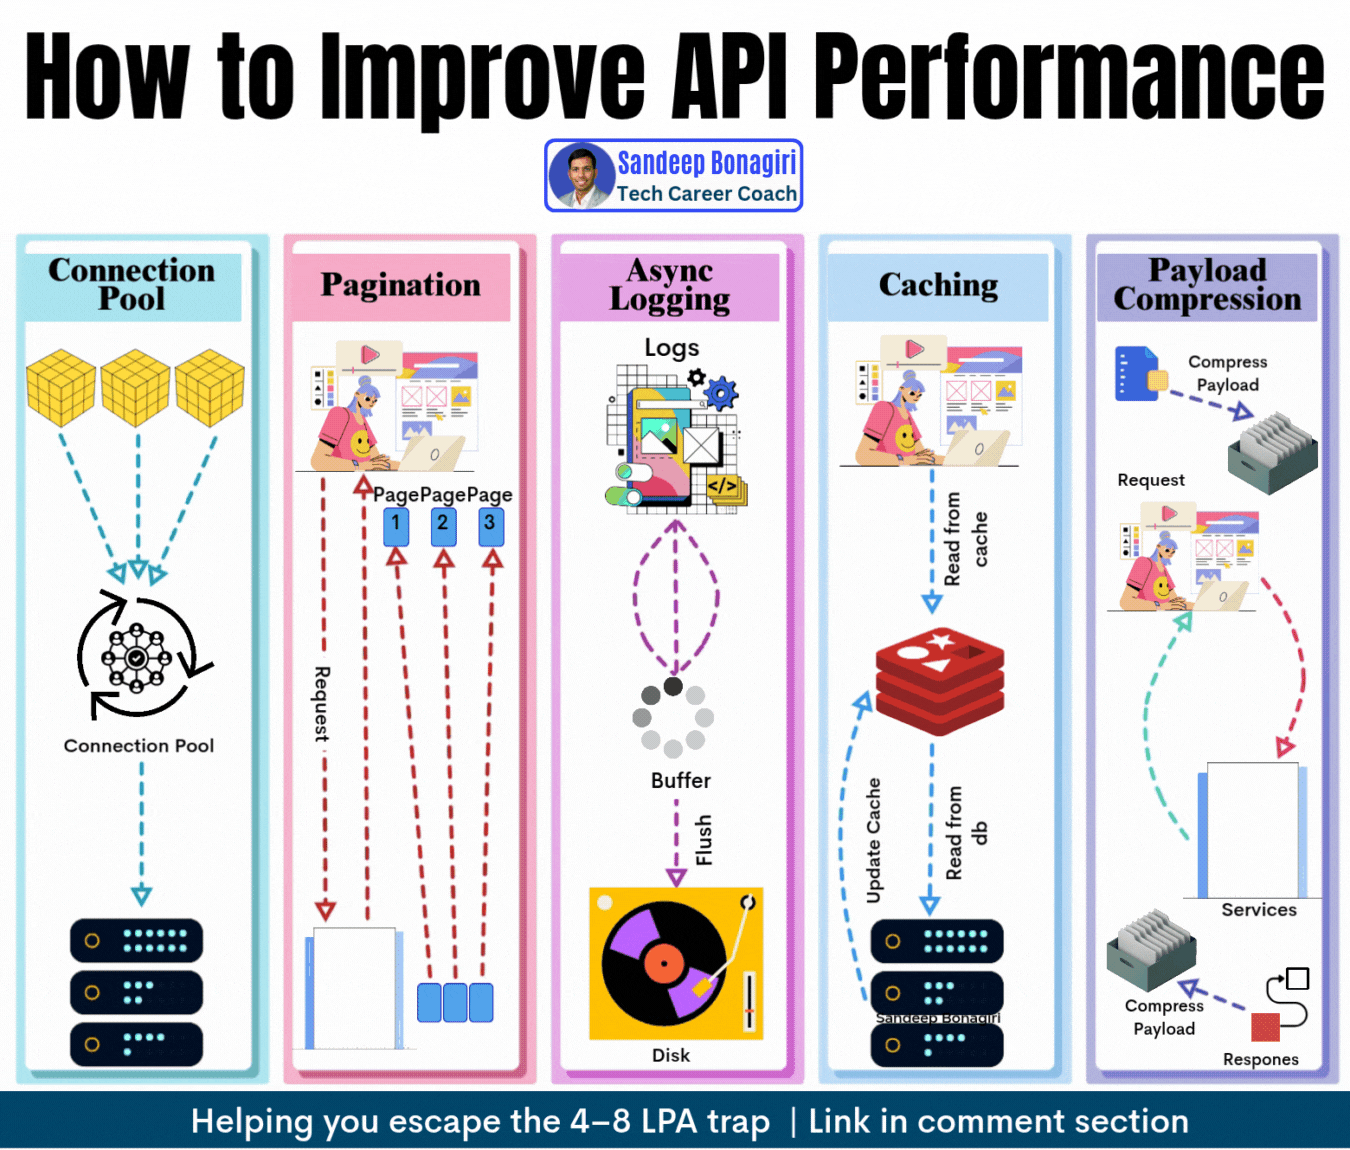 How to Improve API Performance
Sandeep Bonagiri
Tech Career Coach
Connection
Pool
Connection Pool
Pagination
Page Page Page
1 2 3
Request
Async
Logging
Logs
Buffer
Flush
Disk
Caching
Read from
cache
Update Cache
Read from
db
Sandeep Bonagiri
Payload
Compression
Compress
Payload
Request
Services
Compress
Payload
Respones
Helping you escape the 4–8 LPA trap | Link in comment section